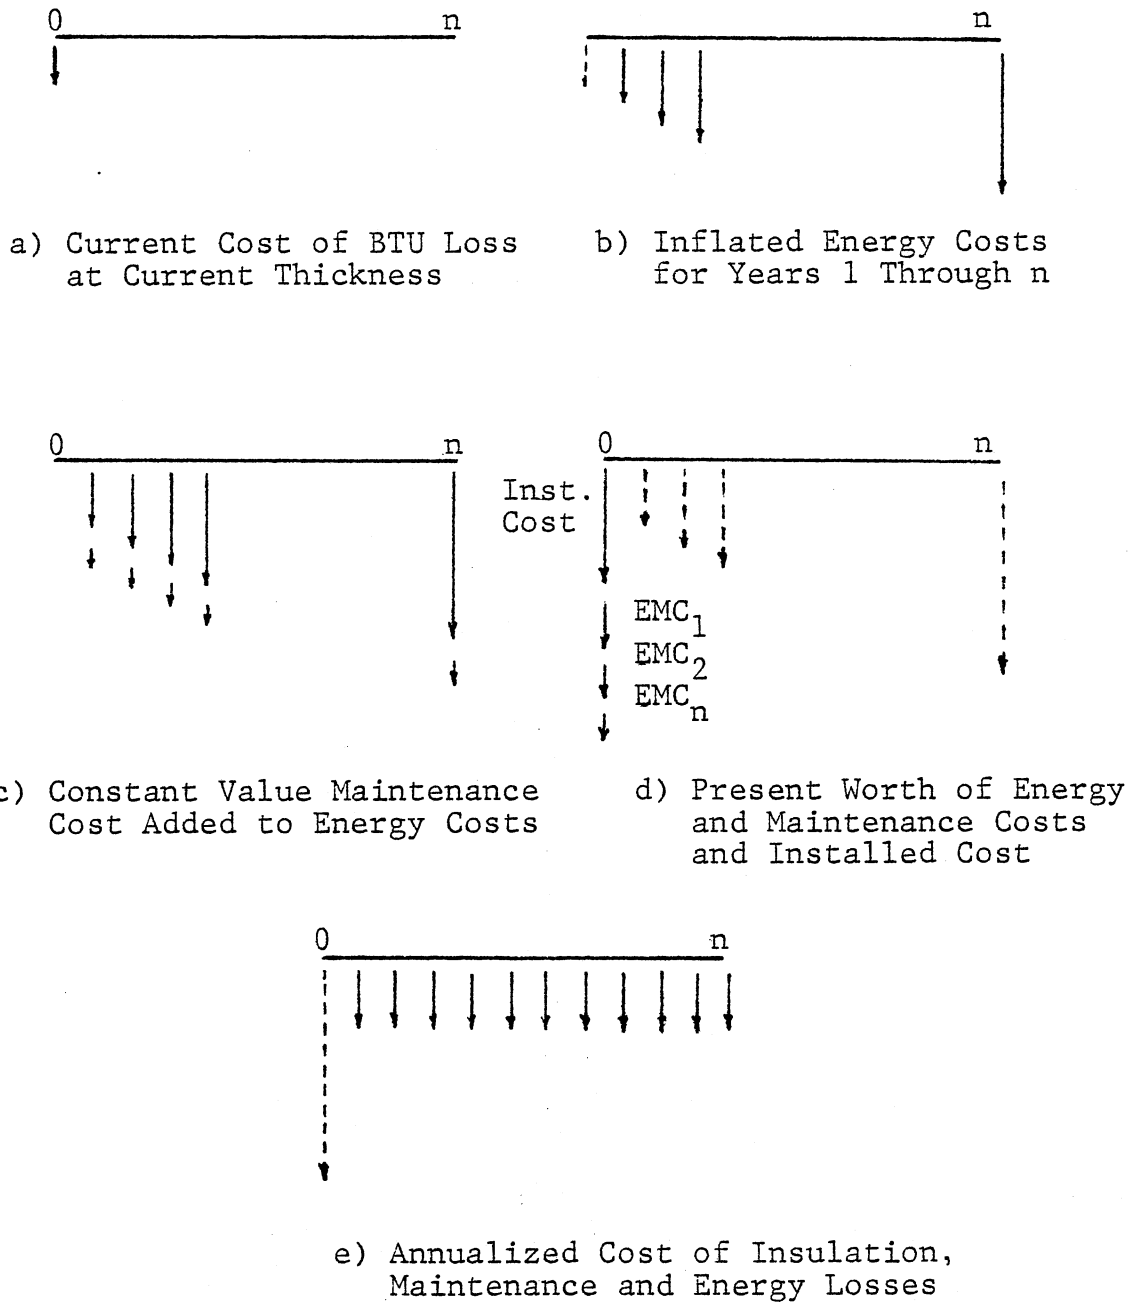 0 n
n
a) Current Cost of BTU Loss
at Current Thickness
b) Inflated Energy Costs
for Years 1 Through n
0 n
0 n
Inst.
Cost
EMC1
EMC2
EMCn
c) Constant Value Maintenance
Cost Added to Energy Costs
d) Present Worth of Energy
and Maintenance Costs
and Installed Cost
0 n
e) Annualized Cost of Insulation,
Maintenance and Energy Losses